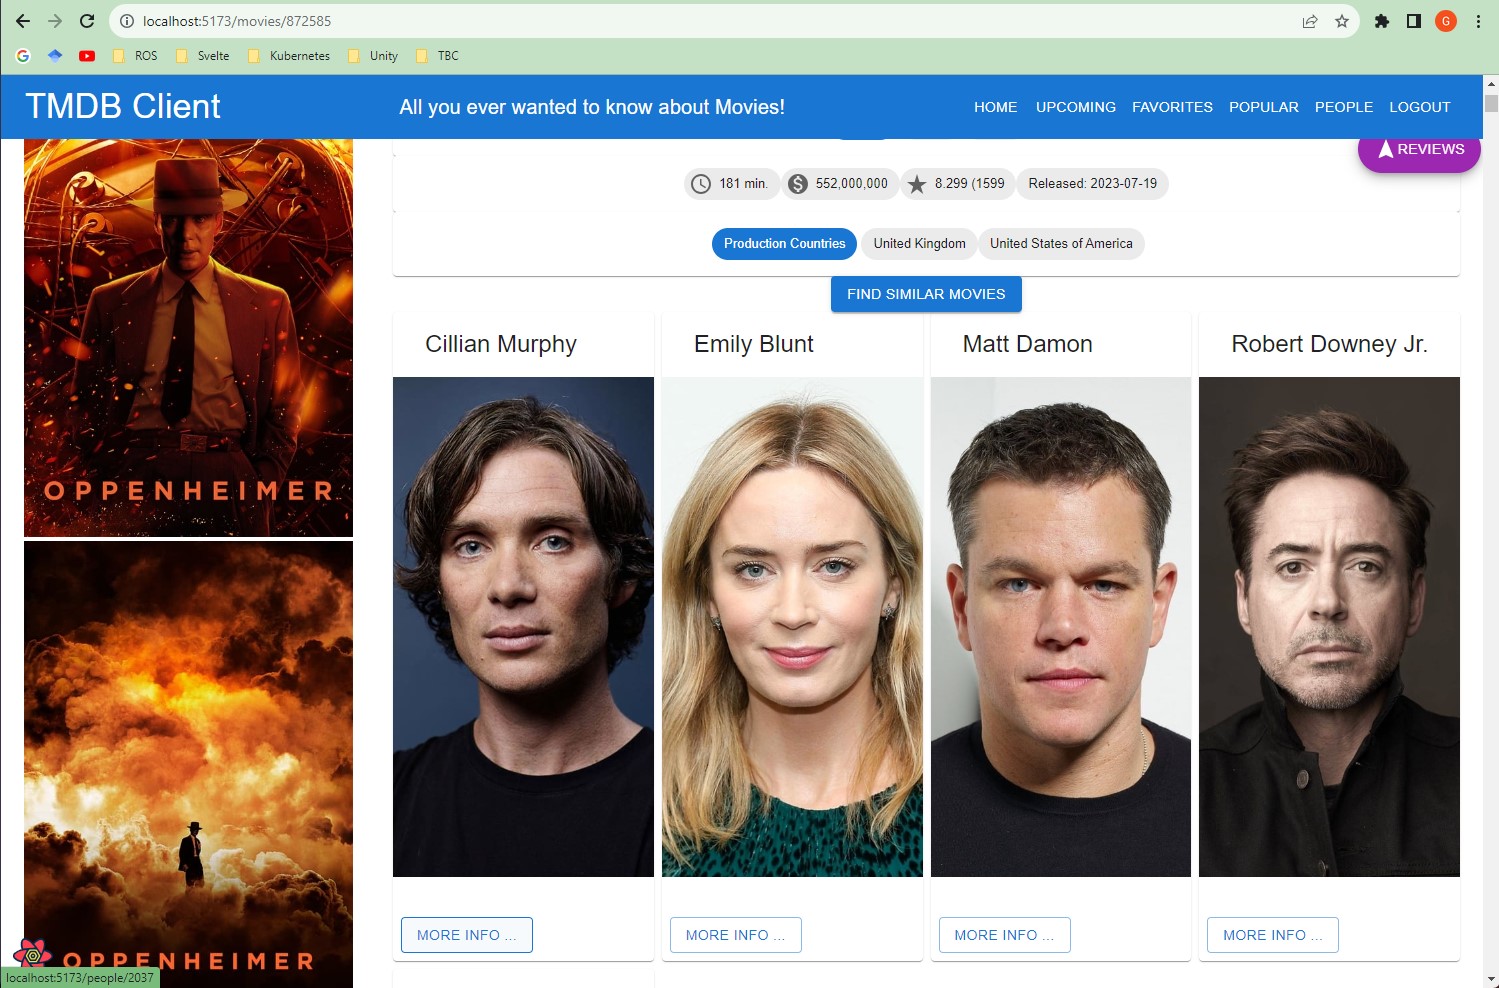 localhost:5173/movies/872585
G
ROS
Svelte
Kubernetes
Unity
TBC
TMDB Client
All you ever wanted to know about Movies!
HOME
UPCOMING
FAVORITES
POPULAR
PEOPLE
LOGOUT
REVIEWS
181 min.
552,000,000
8.299 (1599
Released: 2023-07-19
Production Countries
United Kingdom
United States of America
FIND SIMILAR MOVIES
Cillian Murphy
Emily Blunt
Matt Damon
Robert Downey Jr.
OPPENHEIMER
MORE INFO ...
MORE INFO ...
MORE INFO ...
MORE INFO ...
OPPENHEIMER
localhost:5173/people/2037